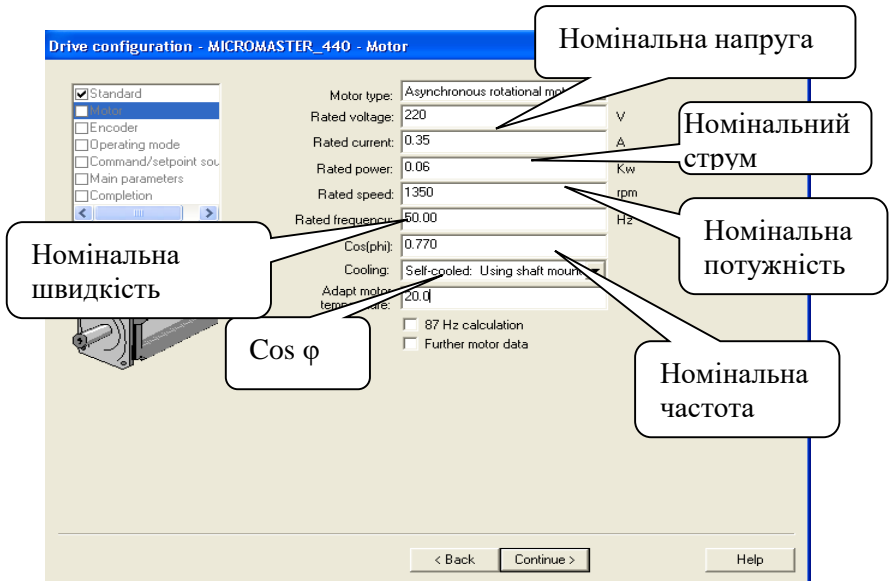 Номінальна напруга
Drive configuration - MICROMASTER_440 - Motor
Standard
Motor
Encoder
Operating mode
Command/setpoint sou
Main parameters
Completion
Motor type: Asynchronous rotational
Rated voltage: 220 V
Rated current: 0.35 A
Rated power: 0.06 Kw
Rated speed: 1350 rpm
Rated frequency: 50.00 Hz
Cos(phi): 0.770
Cooling: Self-cooled: Using shaft
Adapt motor
temperature: 20.0
87 Hz calculation
Further motor data
Номінальний
струм
Номінальна
потужність
Номінальна
швидкість
Cos φ
Номінальна
частота
< Back Continue > Help